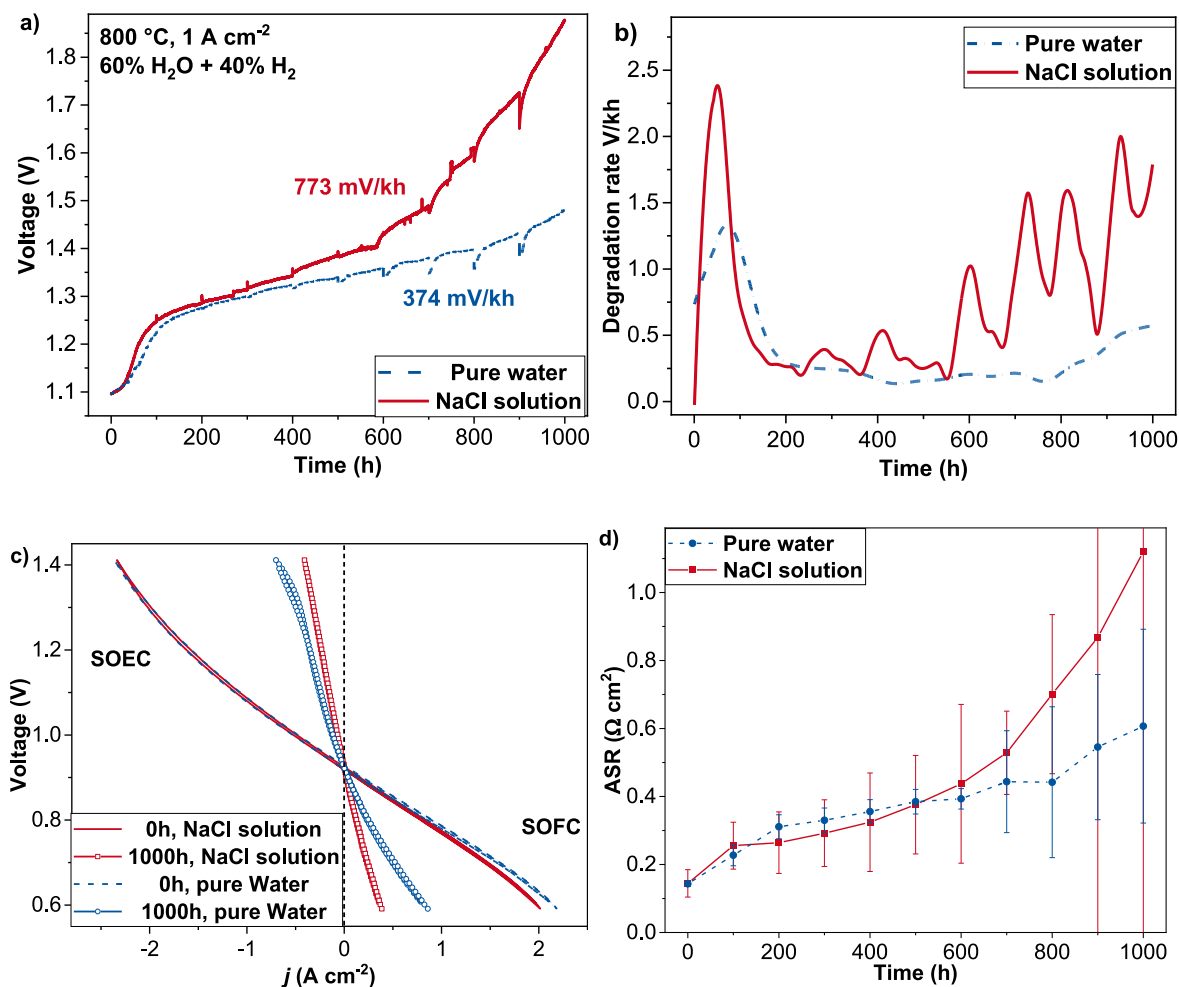 a)
800 °C, 1 A cm⁻²
60% H₂O + 40% H₂
773 mV/kh
374 mV/kh
Pure water
NaCl solution
Voltage (V)
1.8
1.7
1.6
1.5
1.4
1.3
1.2
1.1
0 200 400 600 800 1000
Time (h)
b)
Pure water
NaCl solution
Degradation rate V/kh
2.5
2.0
1.5
1.0
0.5
0.0
0 200 400 600 800 1000
Time (h)
c)
SOEC
SOFC
0h, NaCl solution
1000h, NaCl solution
0h, pure Water
1000h, pure Water
Voltage (V)
1.4
1.2
1.0
0.8
0.6
-2 -1 0 1 2
j (A cm⁻²)
d)
Pure water
NaCl solution
ASR (Ω cm²)
1.0
0.8
0.6
0.4
0.2
0.0
0 200 400 600 800 1000
Time (h)